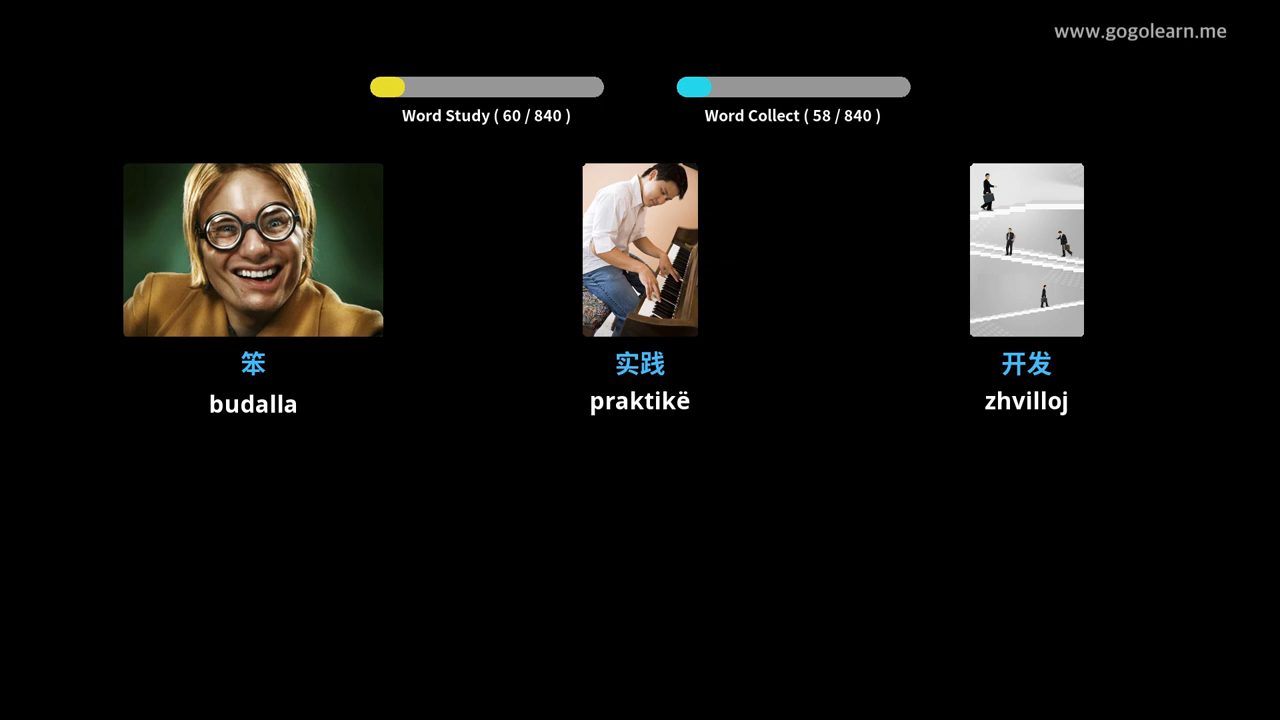 www.gogolearn.me
Word Study ( 60 / 840 )
Word Collect ( 58 / 840 )
笨
budalla
实践
praktikë
开发
zhvilloj